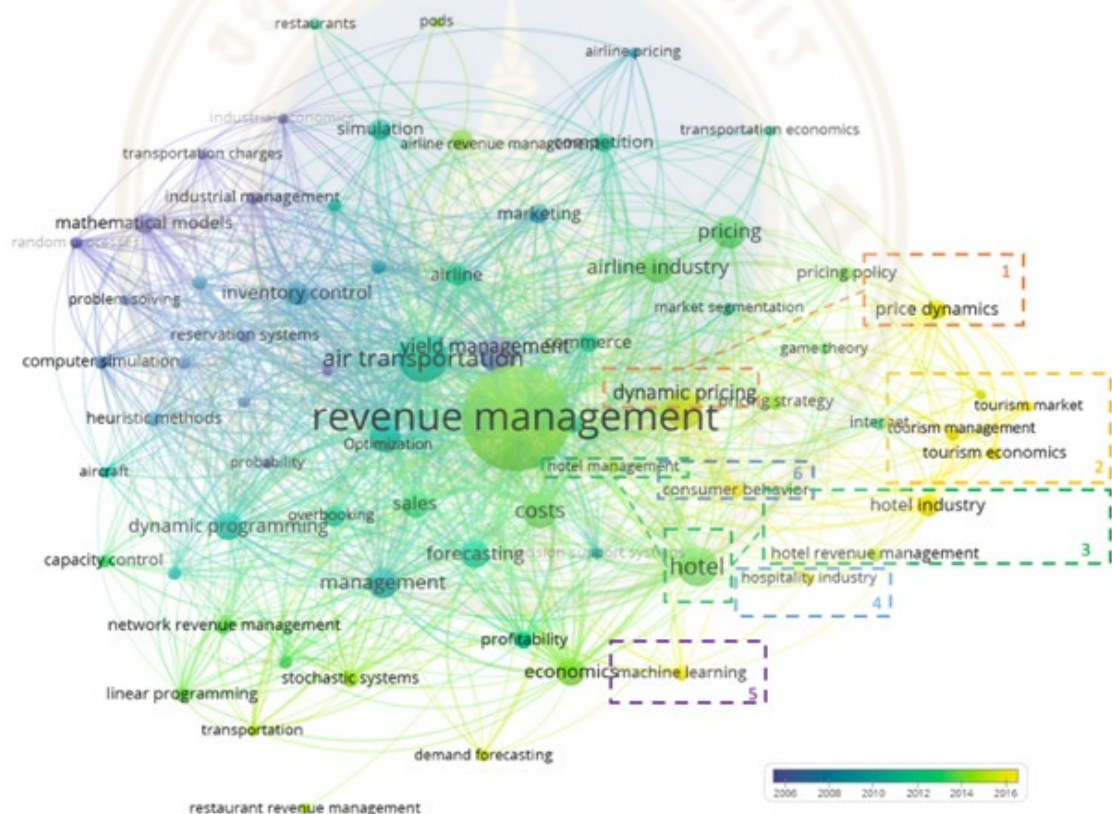 restaurants
pods
airline pricing
industrial economics
simulation
airline revenue management
competition
transportation economics
transportation charges
industrial management
mathematical models
marketing
random processes
pricing
airline industry
pricing policy
1
problem solving
inventory control
airline
market segmentation
price dynamics
reservation systems
yield management
commerce
game theory
computer simulation
air transportation
dynamic pricing
pricing strategy
tourism market
heuristic methods
revenue management
internet
tourism management
Optimization
tourism economics
aircraft
probability
hotel management
6
2
consumer behavior
sales
costs
hotel industry
overbooking
dynamic programming
capacity control
forecasting
hotel
hotel revenue management
3
management
hospitality industry
4
network revenue management
profitability
stochastic systems
economics
machine learning
5
linear programming
transportation
demand forecasting
restaurant revenue management
2006 2008 2010 2012 2014 2016